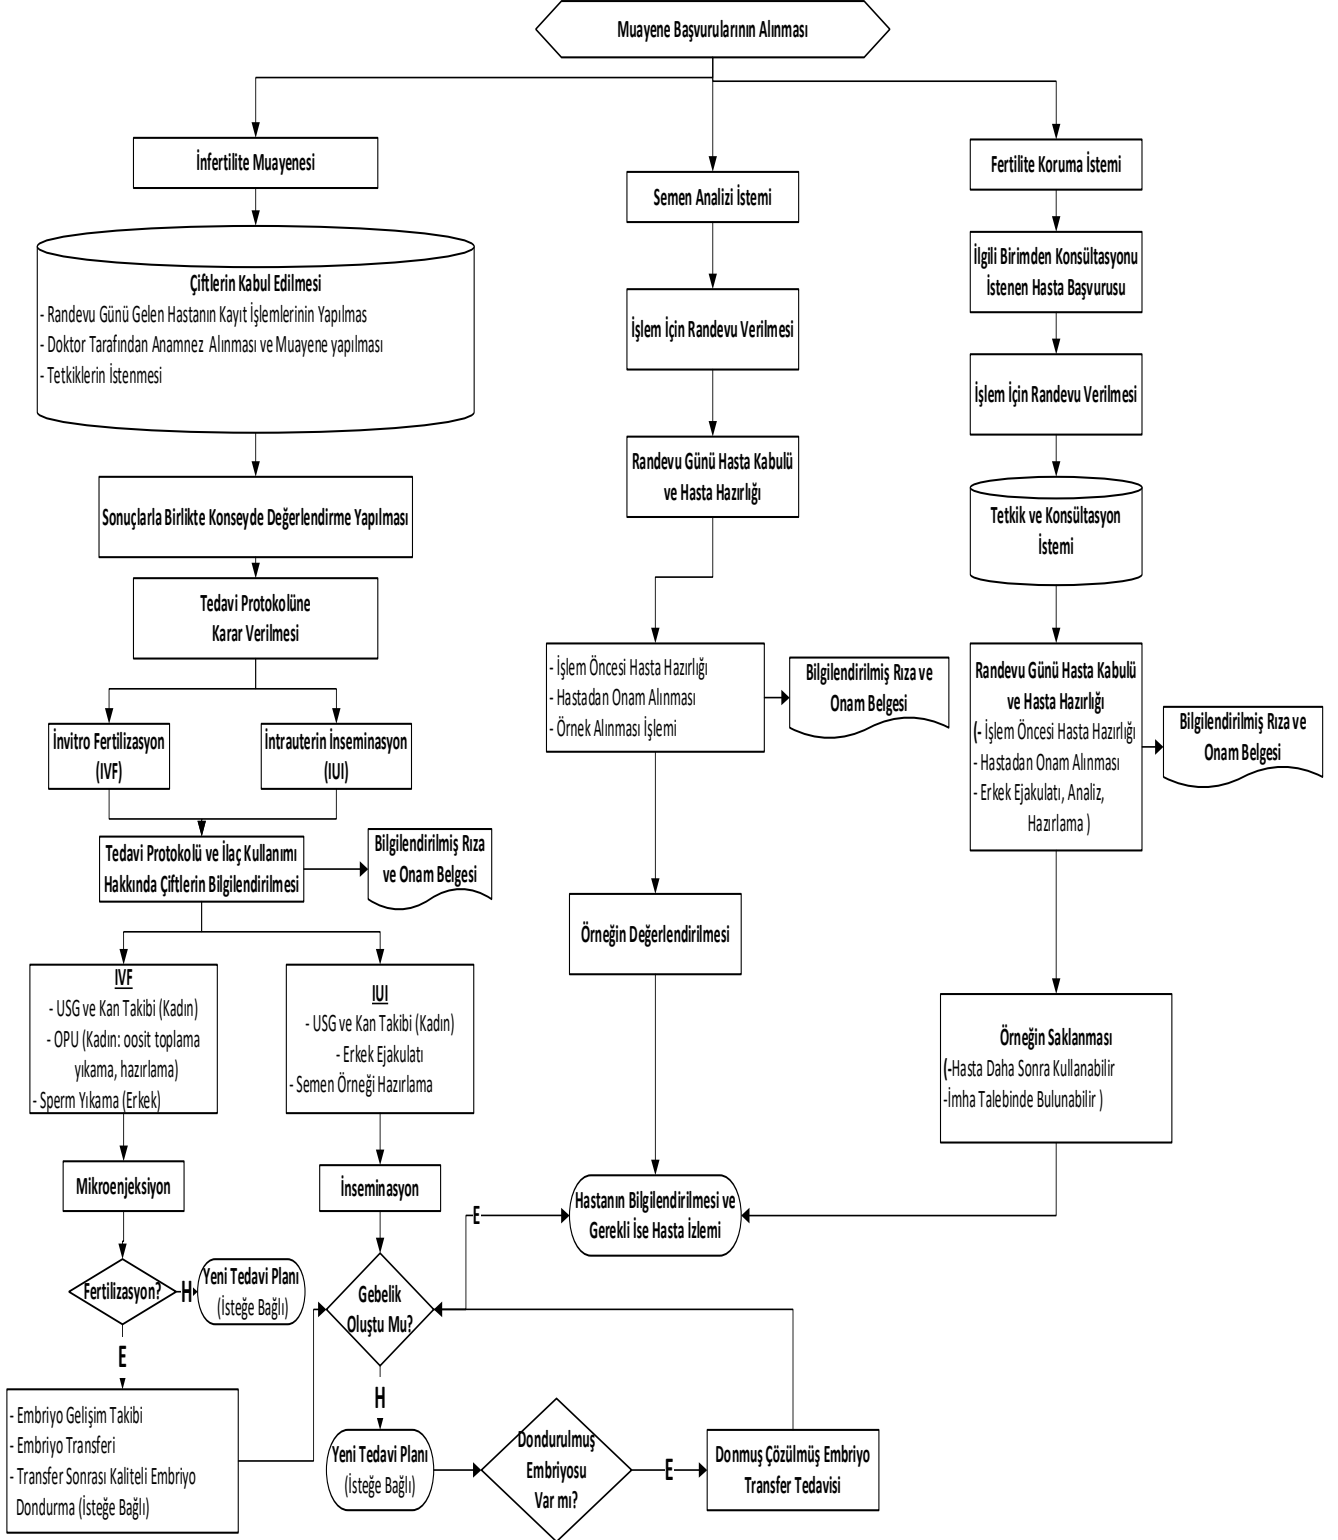 Muayene Başvurularının Alınması
İnfertilite Muayenesi
Çiftlerin Kabul Edilmesi
- Randevu Günü Gelen Hastanın Kayıt İşlemlerinin Yapılmas
- Doktor Tarafından Anamnez Alınması ve Muayene yapılması
- Tetkiklerin İstenmesi
Sonuçlarla Birlikte Konseyde Değerlendirme Yapılması
Tedavi Protokolüne
Karar Verilmesi
İnvitro Fertilizasyon
(IVF)
İntrauterin İnseminasyon
(IUI)
Tedavi Protokolü ve İlaç Kullanımı
Hakkında Çiftlerin Bilgilendirilmesi
Bilgilendirilmiş Rıza
ve Onam Belgesi
IVF
- USG ve Kan Takibi (Kadın)
- OPU (Kadın: oosit toplama
yıkama, hazırlama)
- Sperm Yıkama (Erkek)
IUI
- USG ve Kan Takibi (Kadın)
- Erkek Ejakulatı
- Semen Örneği Hazırlama
Mikroenjeksiyon
İnseminasyon
Fertilizasyon?
H
Yeni Tedavi Planı
(İsteğe Bağlı)
E
- Embriyo Gelişim Takibi
- Embriyo Transferi
- Transfer Sonrası Kaliteli Embriyo
Dondurma (İsteğe Bağlı)
Gebelik
Oluştu Mu?
E
H
Yeni Tedavi Planı
(İsteğe Bağlı)
Dondurulmuş
Embriyosu
Var mı?
E
Donmuş Çözülmüş Embriyo
Transfer Tedavisi
Semen Analizi İstemi
İşlem İçin Randevu Verilmesi
Randevu Günü Hasta Kabulü
ve Hasta Hazırlığı
- İşlem Öncesi Hasta Hazırlığı
- Hastadan Onam Alınması
- Örnek Alınması İşlemi
Bilgilendirilmiş Rıza ve
Onam Belgesi
Örneğin Değerlendirilmesi
Hastanın Bilgilendirilmesi ve
Gerekli İse Hasta İzlemi
Fertilite Koruma İstemi
İlgili Birimden Konsültasyonu
İstenen Hasta Başvurusu
İşlem İçin Randevu Verilmesi
Tetkik ve Konsültasyon
İstemi
Randevu Günü Hasta Kabulü
ve Hasta Hazırlığı
(- İşlem Öncesi Hasta Hazırlığı
- Hastadan Onam Alınması
- Erkek Ejakulatı, Analiz,
Hazırlama )
Bilgilendirilmiş Rıza ve
Onam Belgesi
Örneğin Saklanması
(-Hasta Daha Sonra Kullanabilir
-İmha Talebinde Bulunabilir )